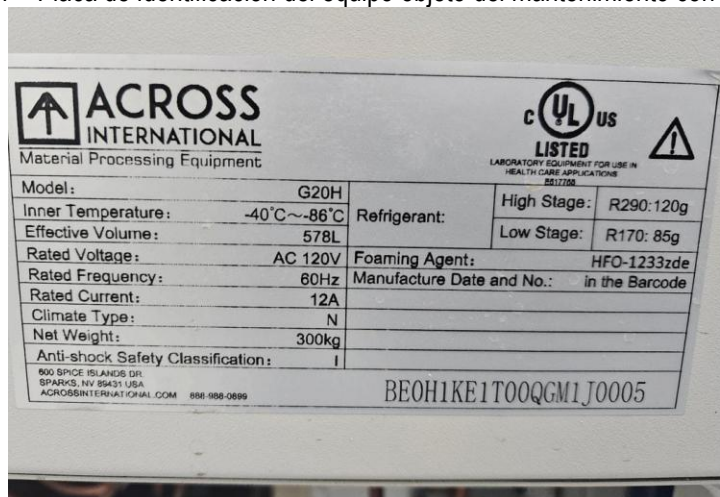 Placa de identificación del equipo objeto del mantenimiento con
ACROSS
INTERNATIONAL
Material Processing Equipment
C UL US
LISTED
LABORATORY EQUIPMENT FOR USE IN
HEALTH CARE APPLICATIONS
Model: G20H
Inner Temperature: -40℃~-86℃
Effective Volume: 578L
Rated Voltage: AC 120V
Rated Frequency: 60Hz
Rated Current: 12A
Climate Type: N
Net Weight: 300kg
Anti-shock Safety Classification: I
Refrigerant: High Stage: R290:120g
Low Stage: R170: 85g
Foaming Agent: HFO-1233zde
Manufacture Date and No.: in the Barcode
600 SPICE ISLANDS DR.
SPARKS, NV 89431 USA
ACROSSINTERNATIONAL.COM 888-988-0899
BE0H1KE1T00QGM1J0005